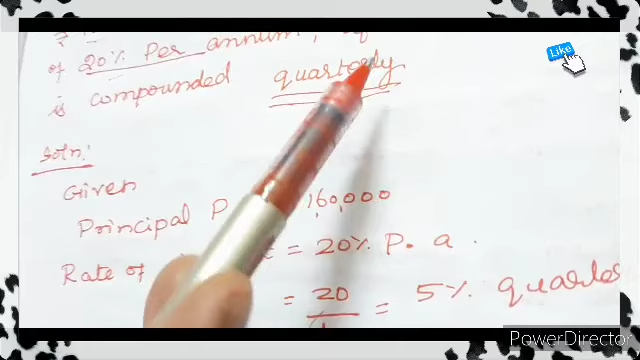 of 20% Per annum,
is compounded quarterly
Soln:
Given
Principal P 160,000
Rate of = 20% P. a.
= 20 = 5% quarter
Like
PowerDirector